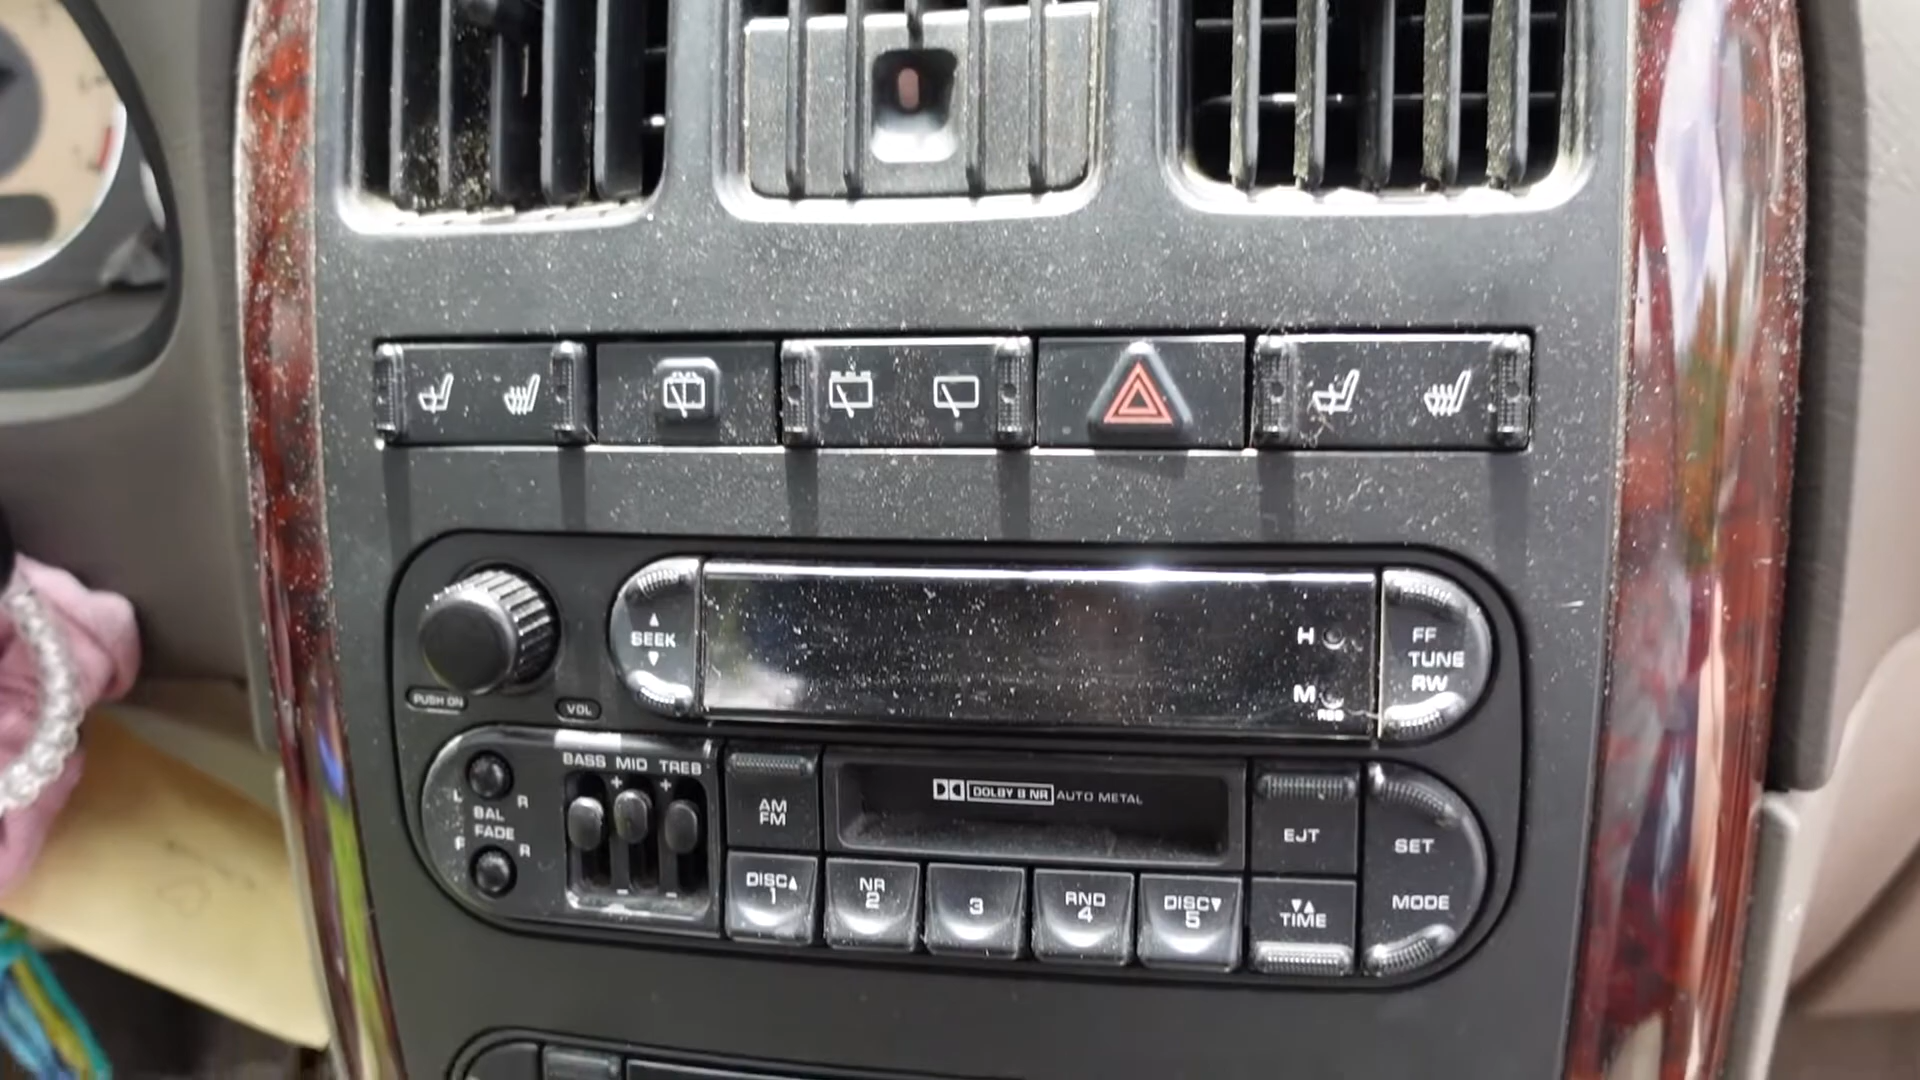 PUSH ON
VOL
▲
SEEK
▼
H
M
FF
TUNE
RW
BASS MID TREB
+ +
L R
BAL
FADE
F R
- -
AM
FM
DOLBY B NR AUTO METAL
EJT
SET
DISC▲
1
NR
2
3
RND
4
DISC▼
5
▼▲
TIME
MODE